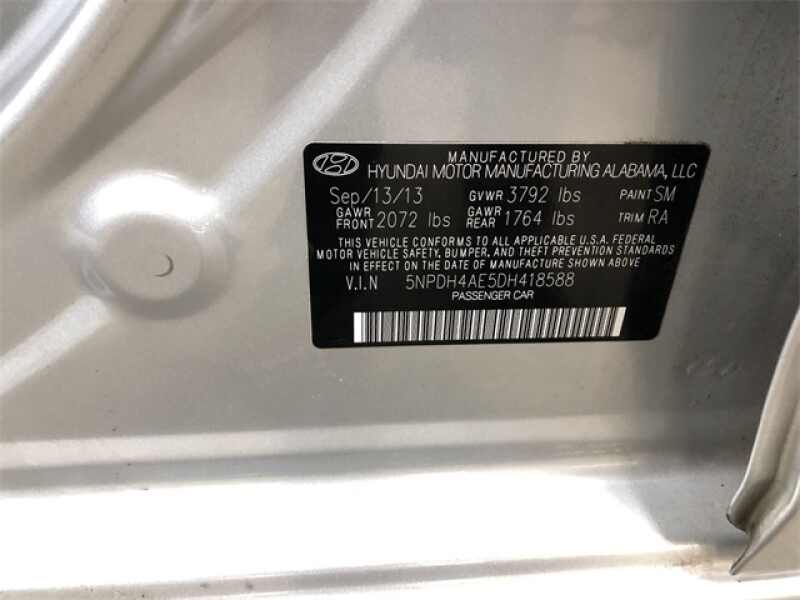 MANUFACTURED BY
HYUNDAI MOTOR MANUFACTURING ALABAMA, LLC
Sep/13/13 GVWR 3792 lbs PAINT SM
GAWR FRONT 2072 lbs GAWR REAR 1764 lbs TRIM RA
THIS VEHICLE CONFORMS TO ALL APPLICABLE U.S.A. FEDERAL
MOTOR VEHICLE SAFETY, BUMPER, AND THEFT PREVENTION STANDARDS
IN EFFECT ON THE DATE OF MANUFACTURE SHOWN ABOVE
V.I.N 5NPDH4AE5DH418588
PASSENGER CAR